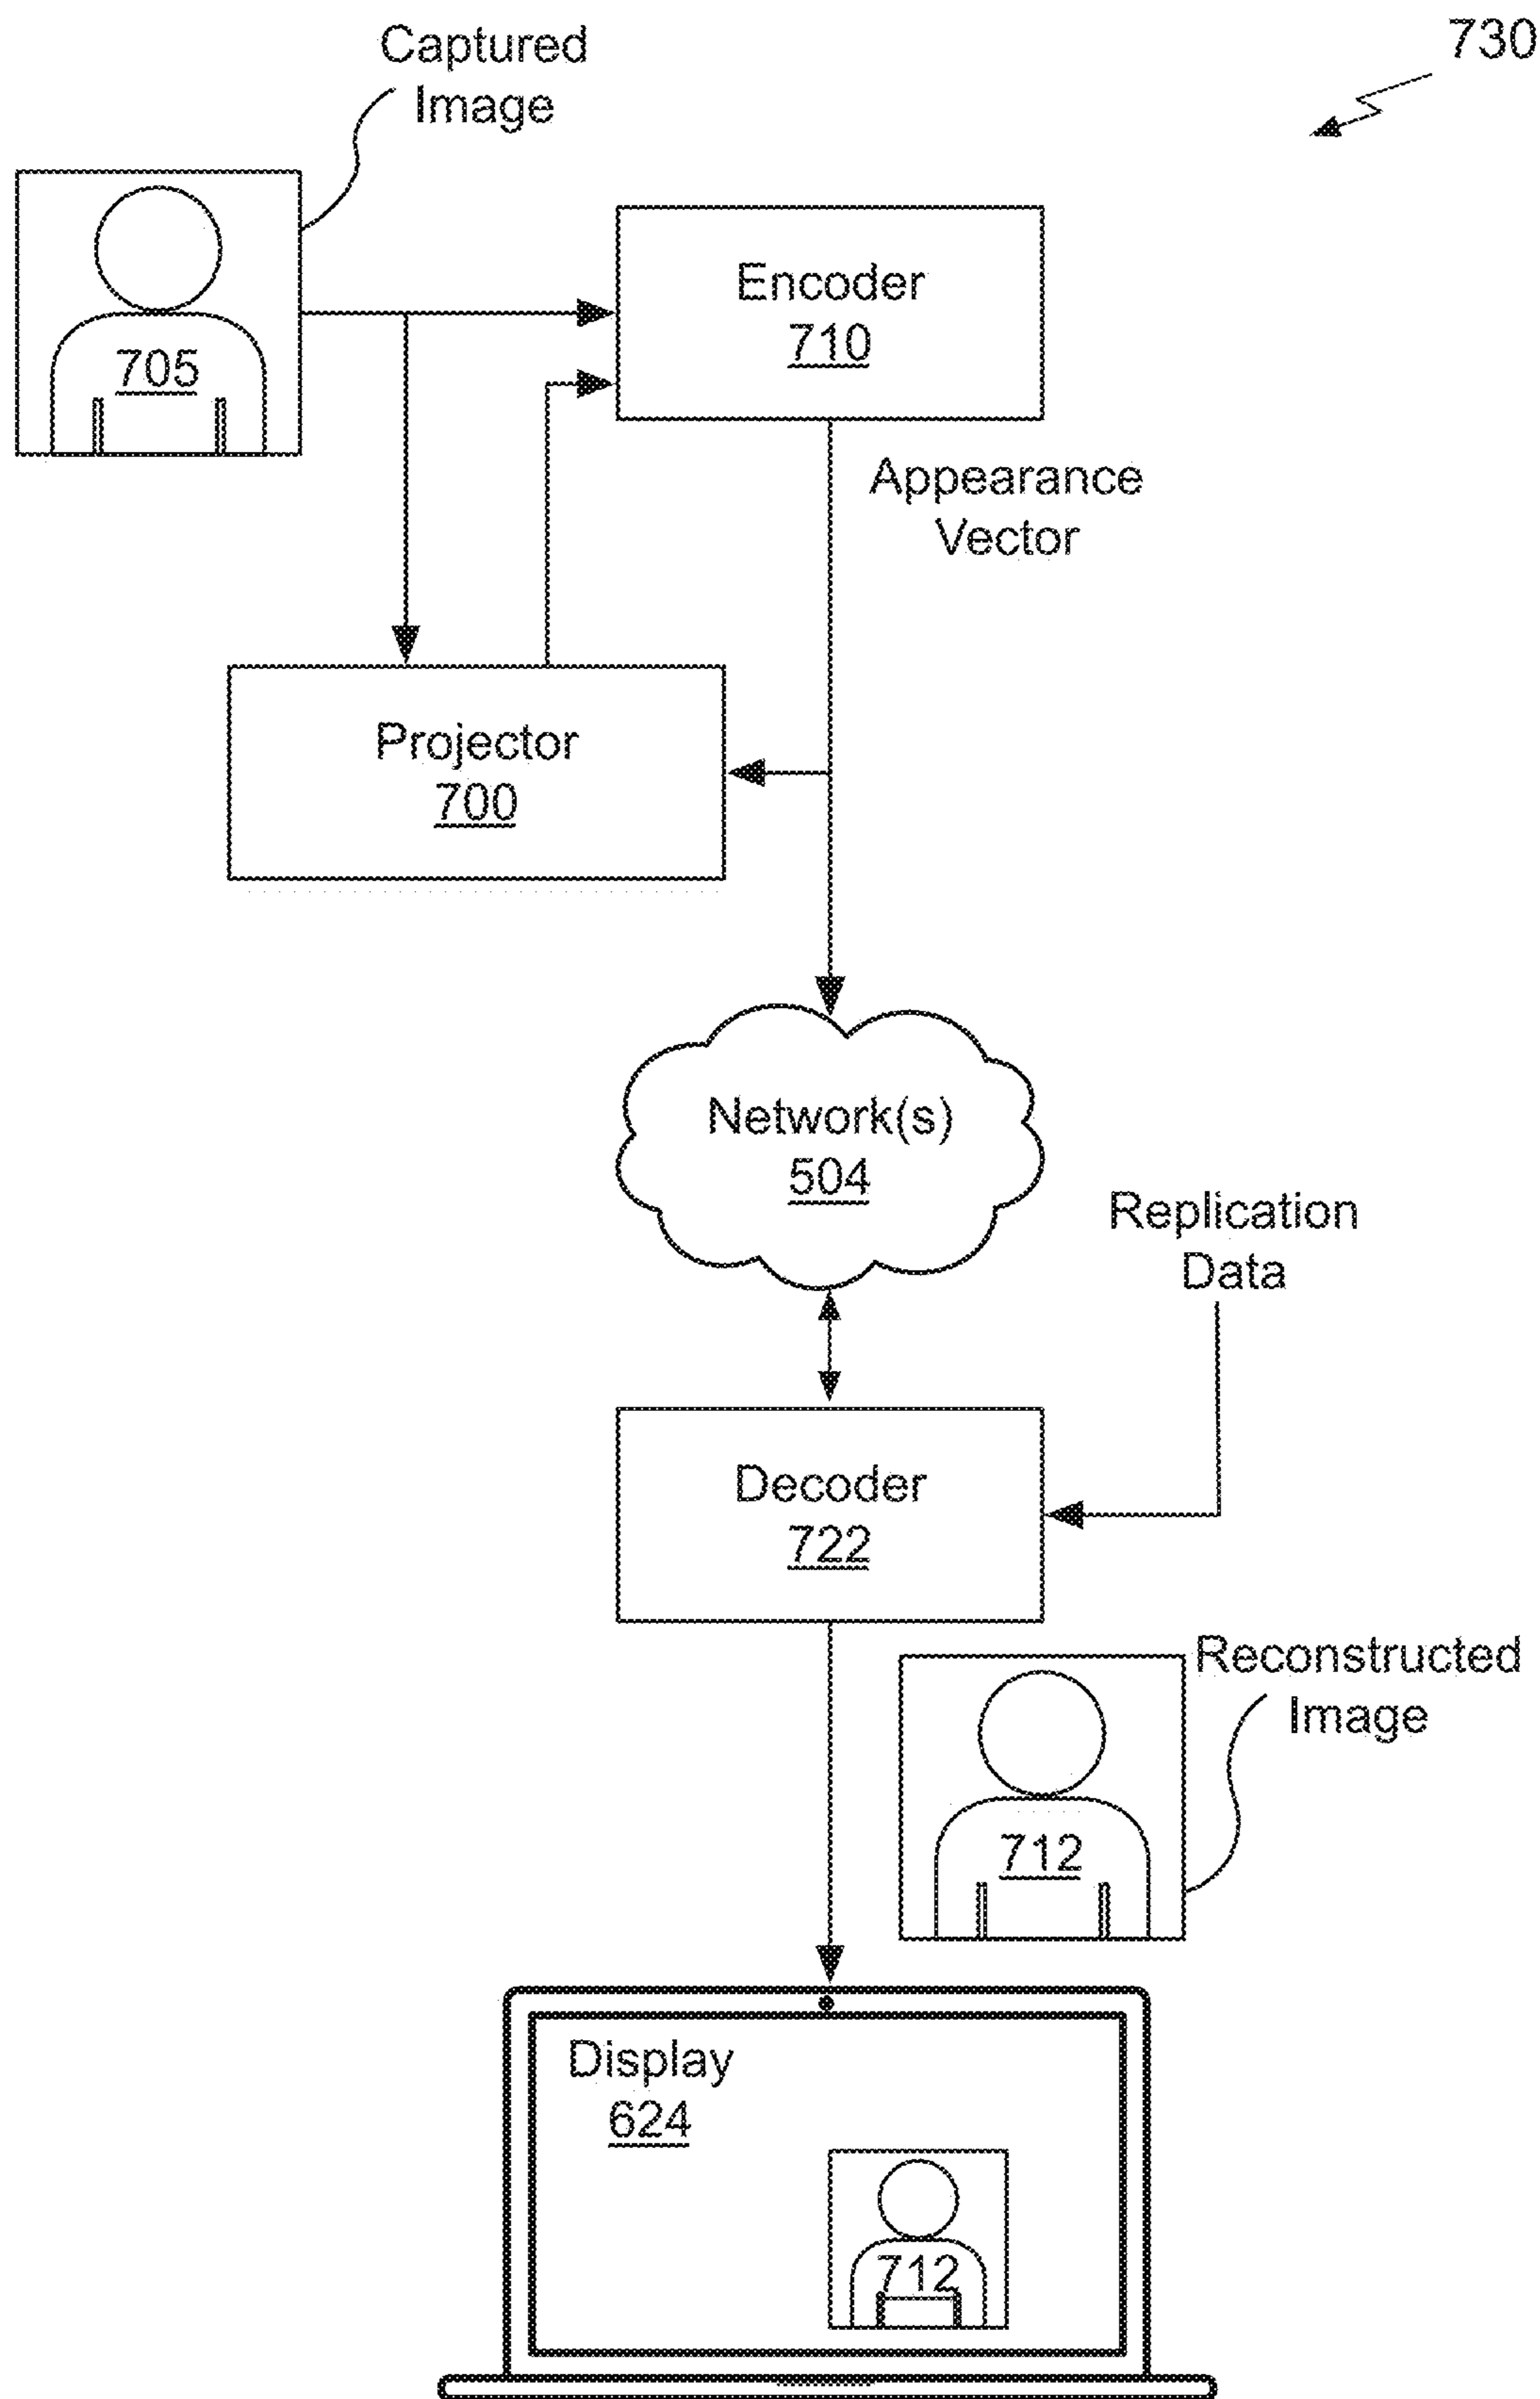 730
Captured
Image
705
Encoder
710
Appearance
Vector
Projector
700
Network(s)
504
Replication
Data
Decoder
722
Reconstructed
Image
712
Display
624
712